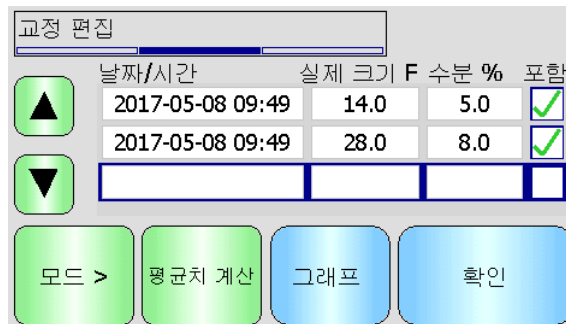 교정 편집
날짜/시간 실제 크기 F 수분 % 포함
2017-05-08 09:49 14.0 5.0
2017-05-08 09:49 28.0 8.0
모드 > 평균치 계산 그래프 확인